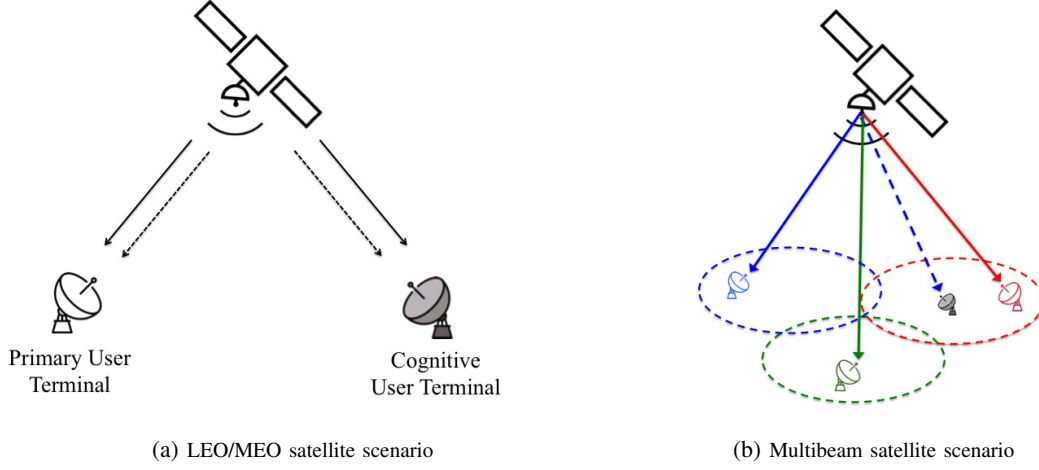 Primary User
Terminal
Cognitive
User Terminal
(a) LEO/MEO satellite scenario
(b) Multibeam satellite scenario